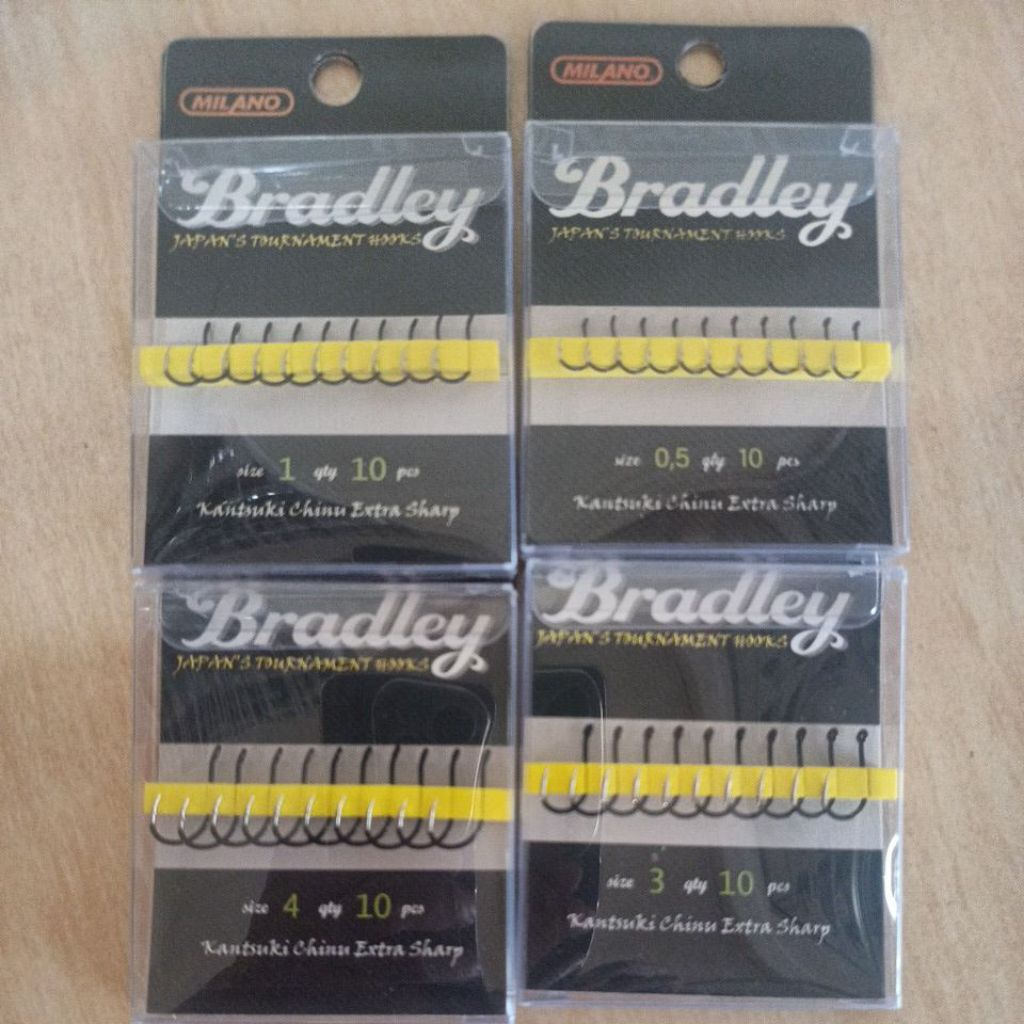 MILANO
Bradley
JAPAN'S TOURNAMENT HOOKS
size 1 qty 10 pcs
Kantsuki Chinu Extra Sharp
MILANO
Bradley
JAPAN'S TOURNAMENT HOOKS
size 0,5 qty 10 pcs
Kantsuki Chinu Extra Sharp
Bradley
JAPAN'S TOURNAMENT HOOKS
size 4 qty 10 pcs
Kantsuki Chinu Extra Sharp
Bradley
JAPAN'S TOURNAMENT HOOKS
size 3 qty 10 pcs
Kantsuki Chinu Extra Sharp